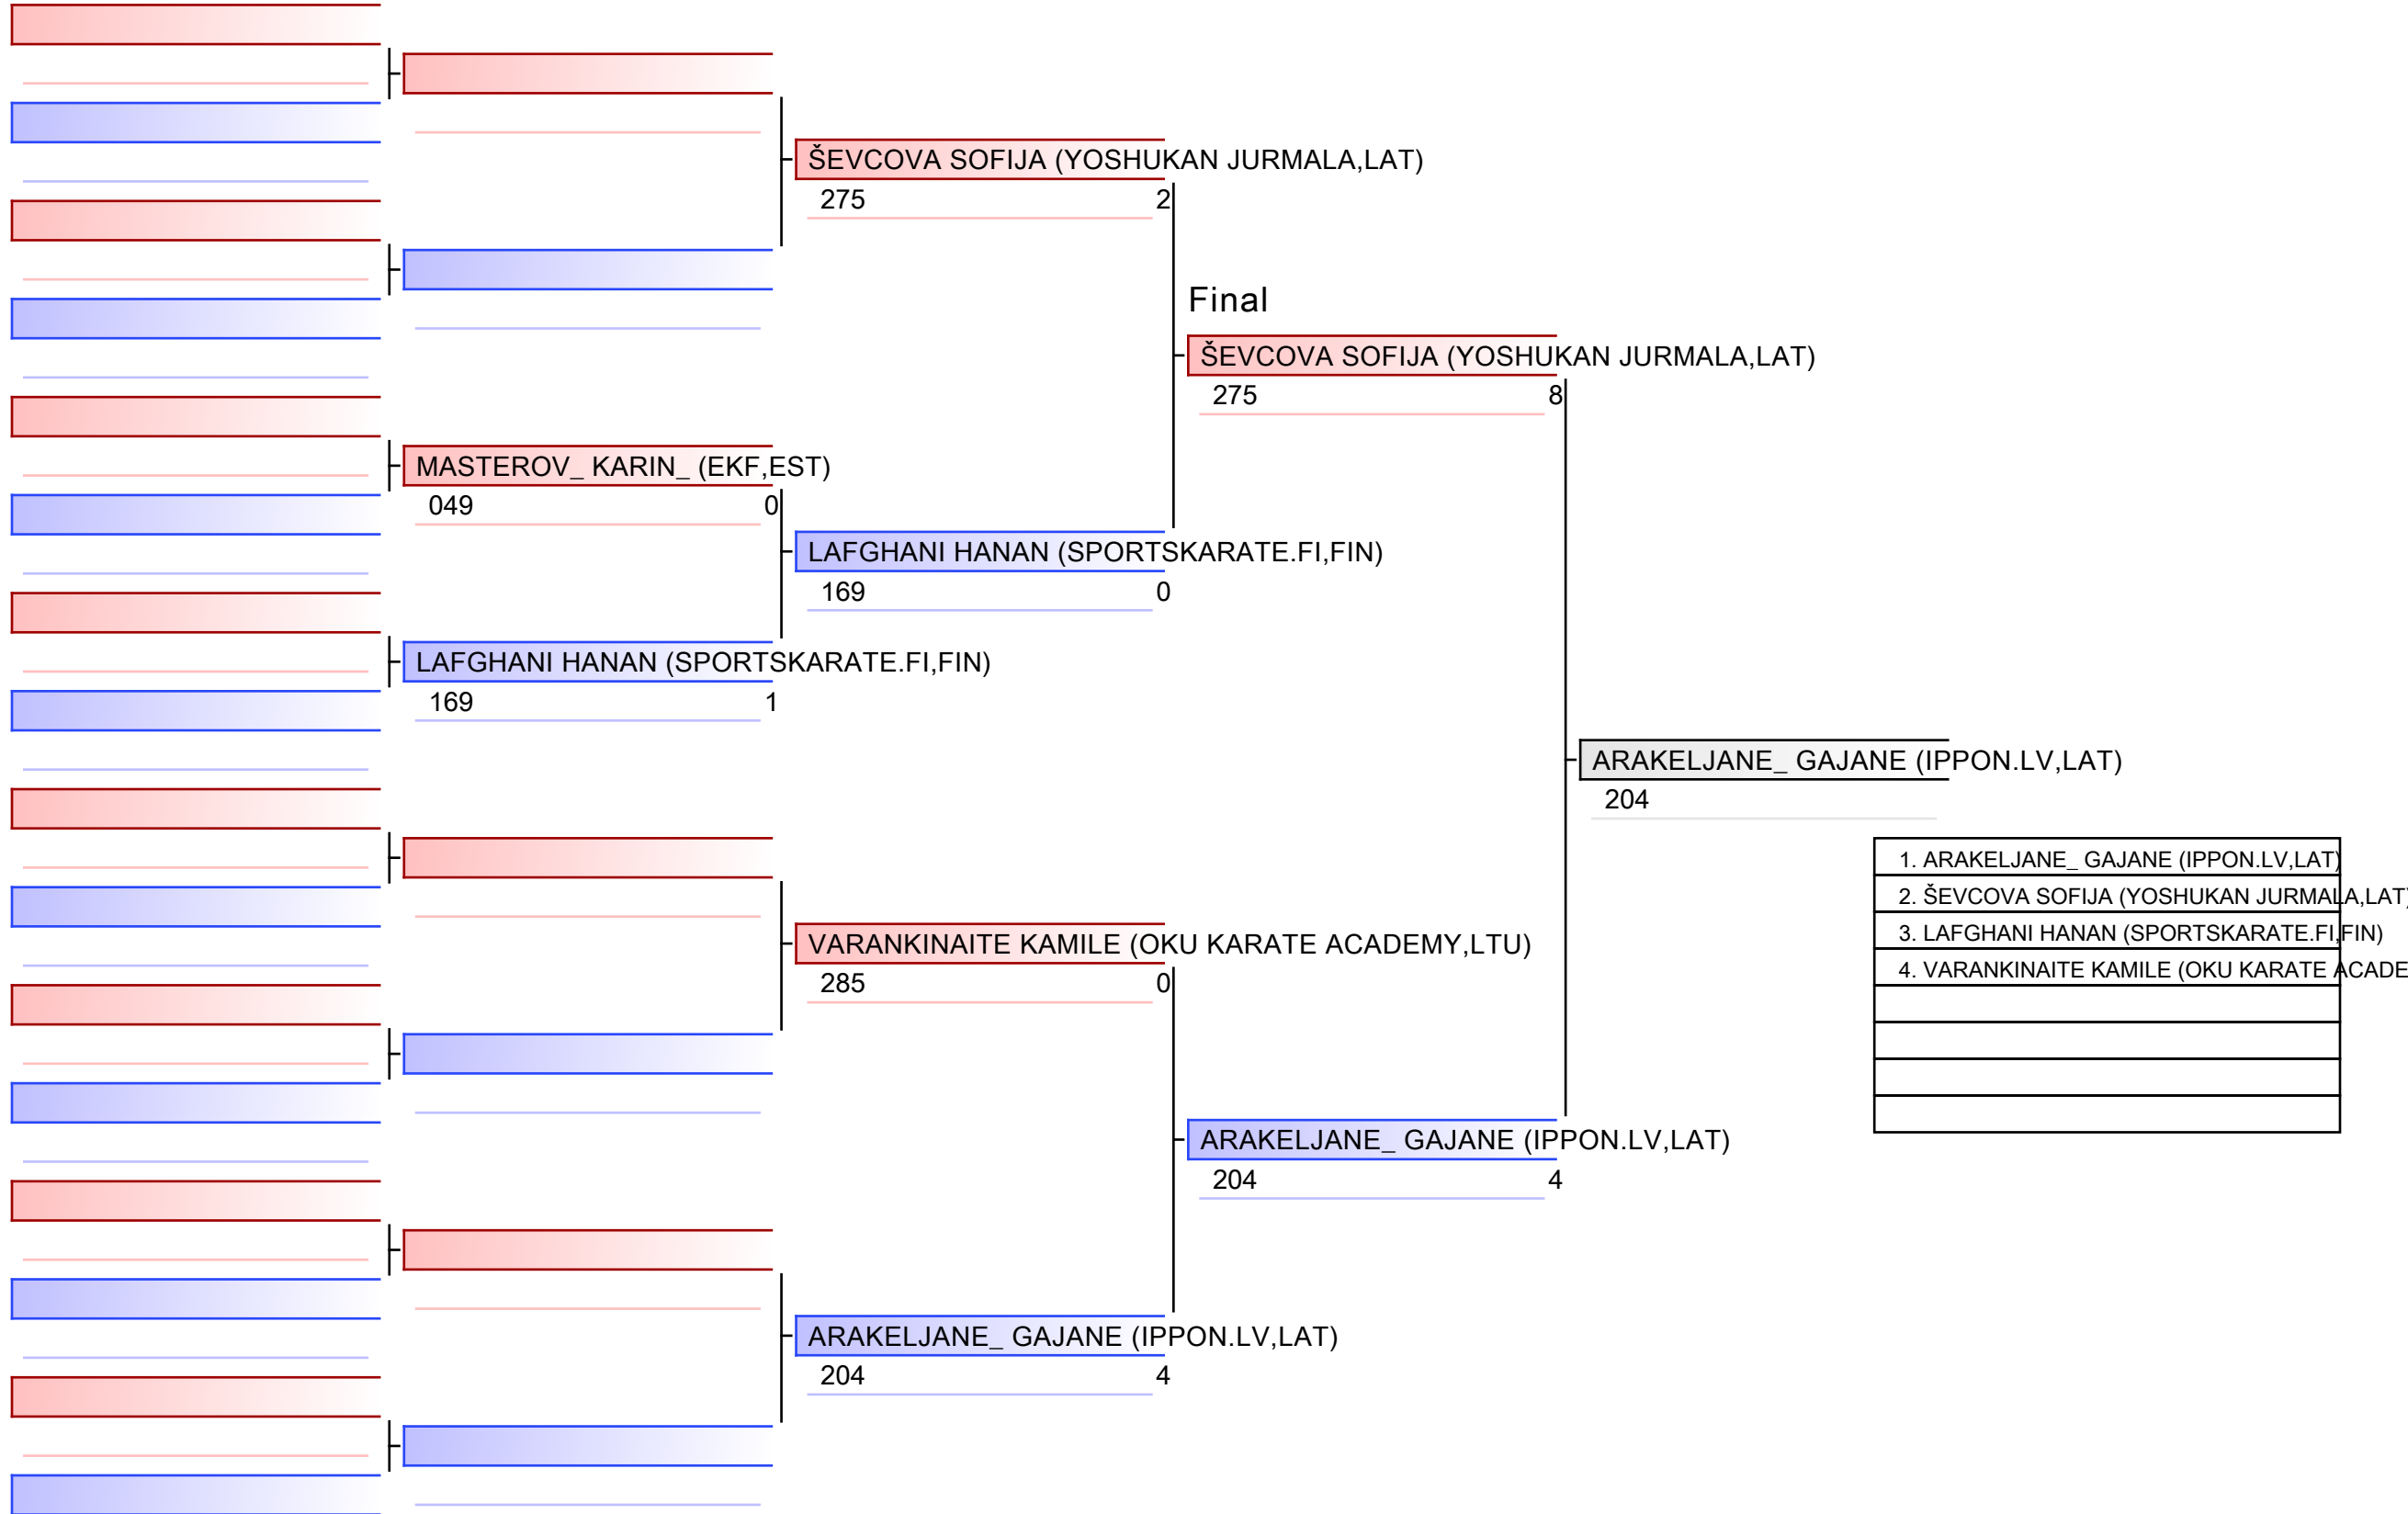 ŠEVCOVA SOFIJA (YOSHUKAN JURMALA,LAT)
275 2
Final
ŠEVCOVA SOFIJA (YOSHUKAN JURMALA,LAT)
275 8
MASTEROV_ KARIN_ (EKF,EST)
049 0
LAFGHANI HANAN (SPORTSKARATE.FI,FIN)
169 0
LAFGHANI HANAN (SPORTSKARATE.FI,FIN)
169 1
ARAKELJANE_ GAJANE (IPPON.LV,LAT)
204
1. ARAKELJANE_ GAJANE (IPPON.LV,LAT)
2. ŠEVCOVA SOFIJA (YOSHUKAN JURMALA,LAT)
3. LAFGHANI HANAN (SPORTSKARATE.FI,FIN)
4. VARANKINAITE KAMILE (OKU KARATE ACADE
VARANKINAITE KAMILE (OKU KARATE ACADEMY,LTU)
285 0
ARAKELJANE_ GAJANE (IPPON.LV,LAT)
204 4
ARAKELJANE_ GAJANE (IPPON.LV,LAT)
204 4